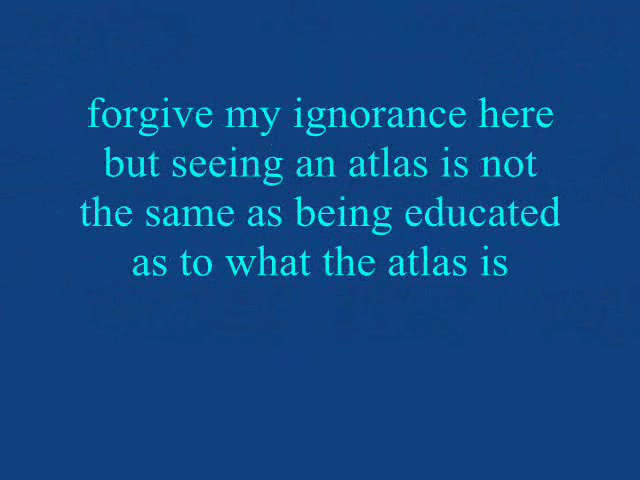 forgive my ignorance here
but seeing an atlas is not
the same as being educated
as to what the atlas is